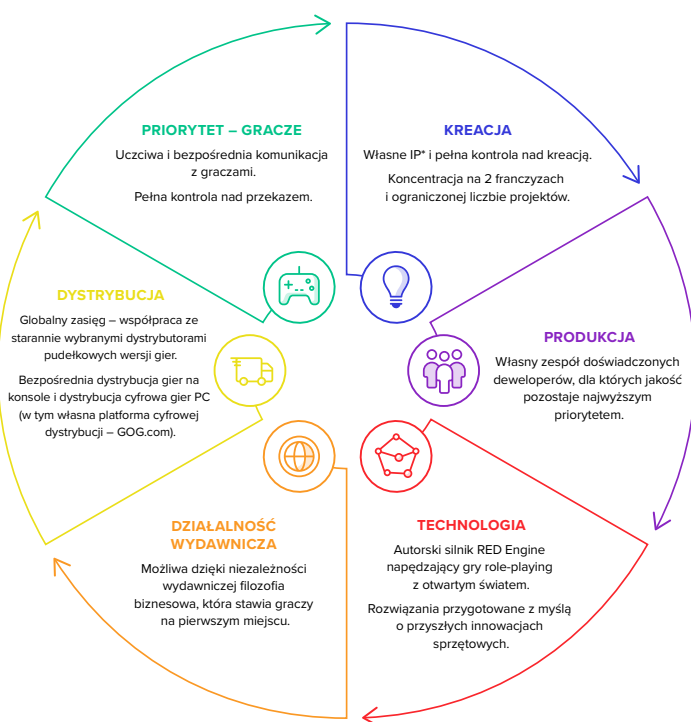 PRIORYTET – GRACZE
Uczciwa i bezpośrednia komunikacja
z graczami.
Pełna kontrola nad przekazem.
KREACJA
Własne IP* i pełna kontrola nad kreacją.
Koncentracja na 2 franczyzach
i ograniczonej liczbie projektów.
PRODUKCJA
Własny zespół doświadczonych
deweloperów, dla których jakość
pozostaje najwyższym
priorytetem.
TECHNOLOGIA
Autorski silnik RED Engine
napędzający gry role-playing
z otwartym światem.
Rozwiązania przygotowane z myślą
o przyszłych innowacjach
sprzętowych.
DZIAŁALNOŚĆ
WYDAWNICZA
Możliwa dzięki niezależności
wydawniczej filozofia
biznesowa, która stawia graczy
na pierwszym miejscu.
DYSTRYBUCJA
Globalny zasięg – współpraca ze
starannie wybranymi dystrybutorami
pudełkowych wersji gier.
Bezpośrednia dystrybucja gier na
konsole i dystrybucja cyfrowa gier PC
(w tym własna platforma cyfrowej
dystrybucji – GOG.com).